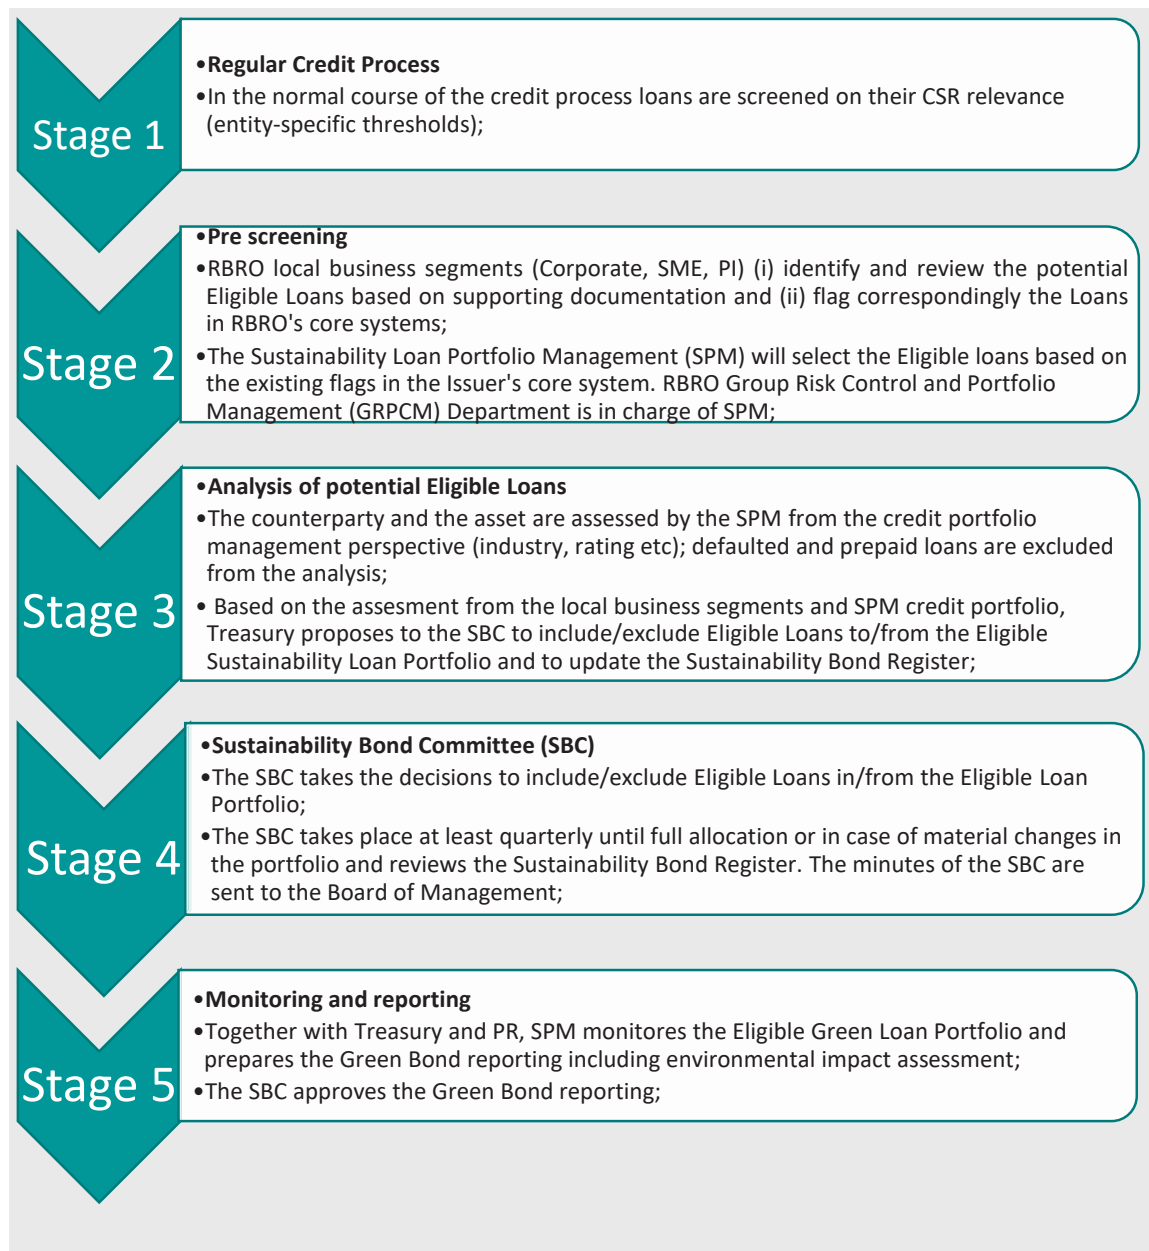 Stage 1
•Regular Credit Process
•In the normal course of the credit process loans are screened on their CSR relevance
(entity-specific thresholds);
Stage 2
•Pre screening
•RBRO local business segments (Corporate, SME, PI) (i) identify and review the potential
Eligible Loans based on supporting documentation and (ii) flag correspondingly the Loans
in RBRO's core systems;
•The Sustainability Loan Portfolio Management (SPM) will select the Eligible loans based on
the existing flags in the Issuer's core system. RBRO Group Risk Control and Portfolio
Management (GRPCM) Department is in charge of SPM;
Stage 3
•Analysis of potential Eligible Loans
•The counterparty and the asset are assessed by the SPM from the credit portfolio
management perspective (industry, rating etc); defaulted and prepaid loans are excluded
from the analysis;
• Based on the assesment from the local business segments and SPM credit portfolio,
Treasury proposes to the SBC to include/exclude Eligible Loans to/from the Eligible
Sustainability Loan Portfolio and to update the Sustainability Bond Register;
Stage 4
•Sustainability Bond Committee (SBC)
•The SBC takes the decisions to include/exclude Eligible Loans in/from the Eligible Loan
Portfolio;
•The SBC takes place at least quarterly until full allocation or in case of material changes in
the portfolio and reviews the Sustainability Bond Register. The minutes of the SBC are
sent to the Board of Management;
Stage 5
•Monitoring and reporting
•Together with Treasury and PR, SPM monitores the Eligible Green Loan Portfolio and
prepares the Green Bond reporting including environmental impact assessment;
•The SBC approves the Green Bond reporting;